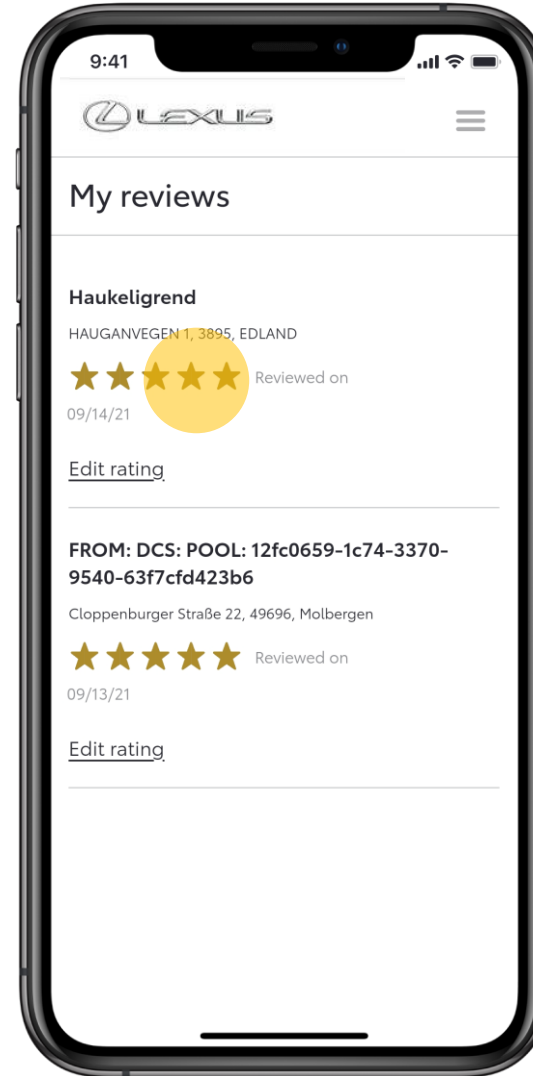 9:41
LEXUS
My reviews
Haukeligrend
HAUGANVEGEN 1, 3895, EDLAND
Reviewed on
09/14/21
Edit rating
FROM: DCS: POOL: 12fc0659-1c74-3370-
9540-63f7cfd423b6
Cloppenburger Straße 22, 49696, Molbergen
Reviewed on
09/13/21
Edit rating